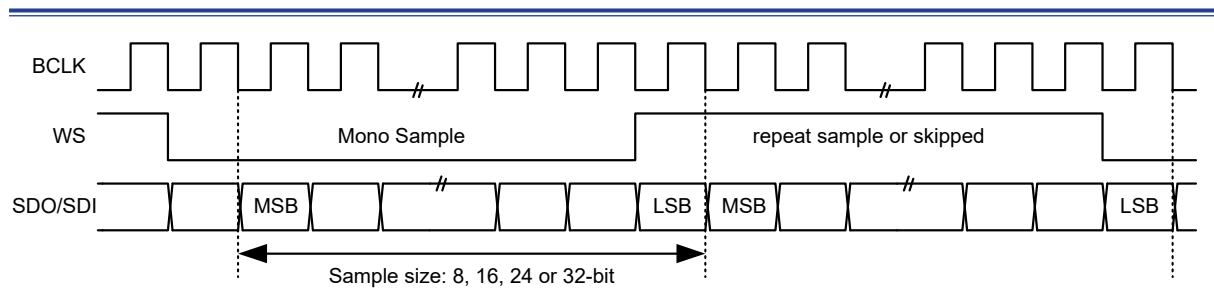 BCLK
WS
Mono Sample
repeat sample or skipped
SDO/SDI
MSB
LSB
MSB
LSB
Sample size: 8, 16, 24 or 32-bit